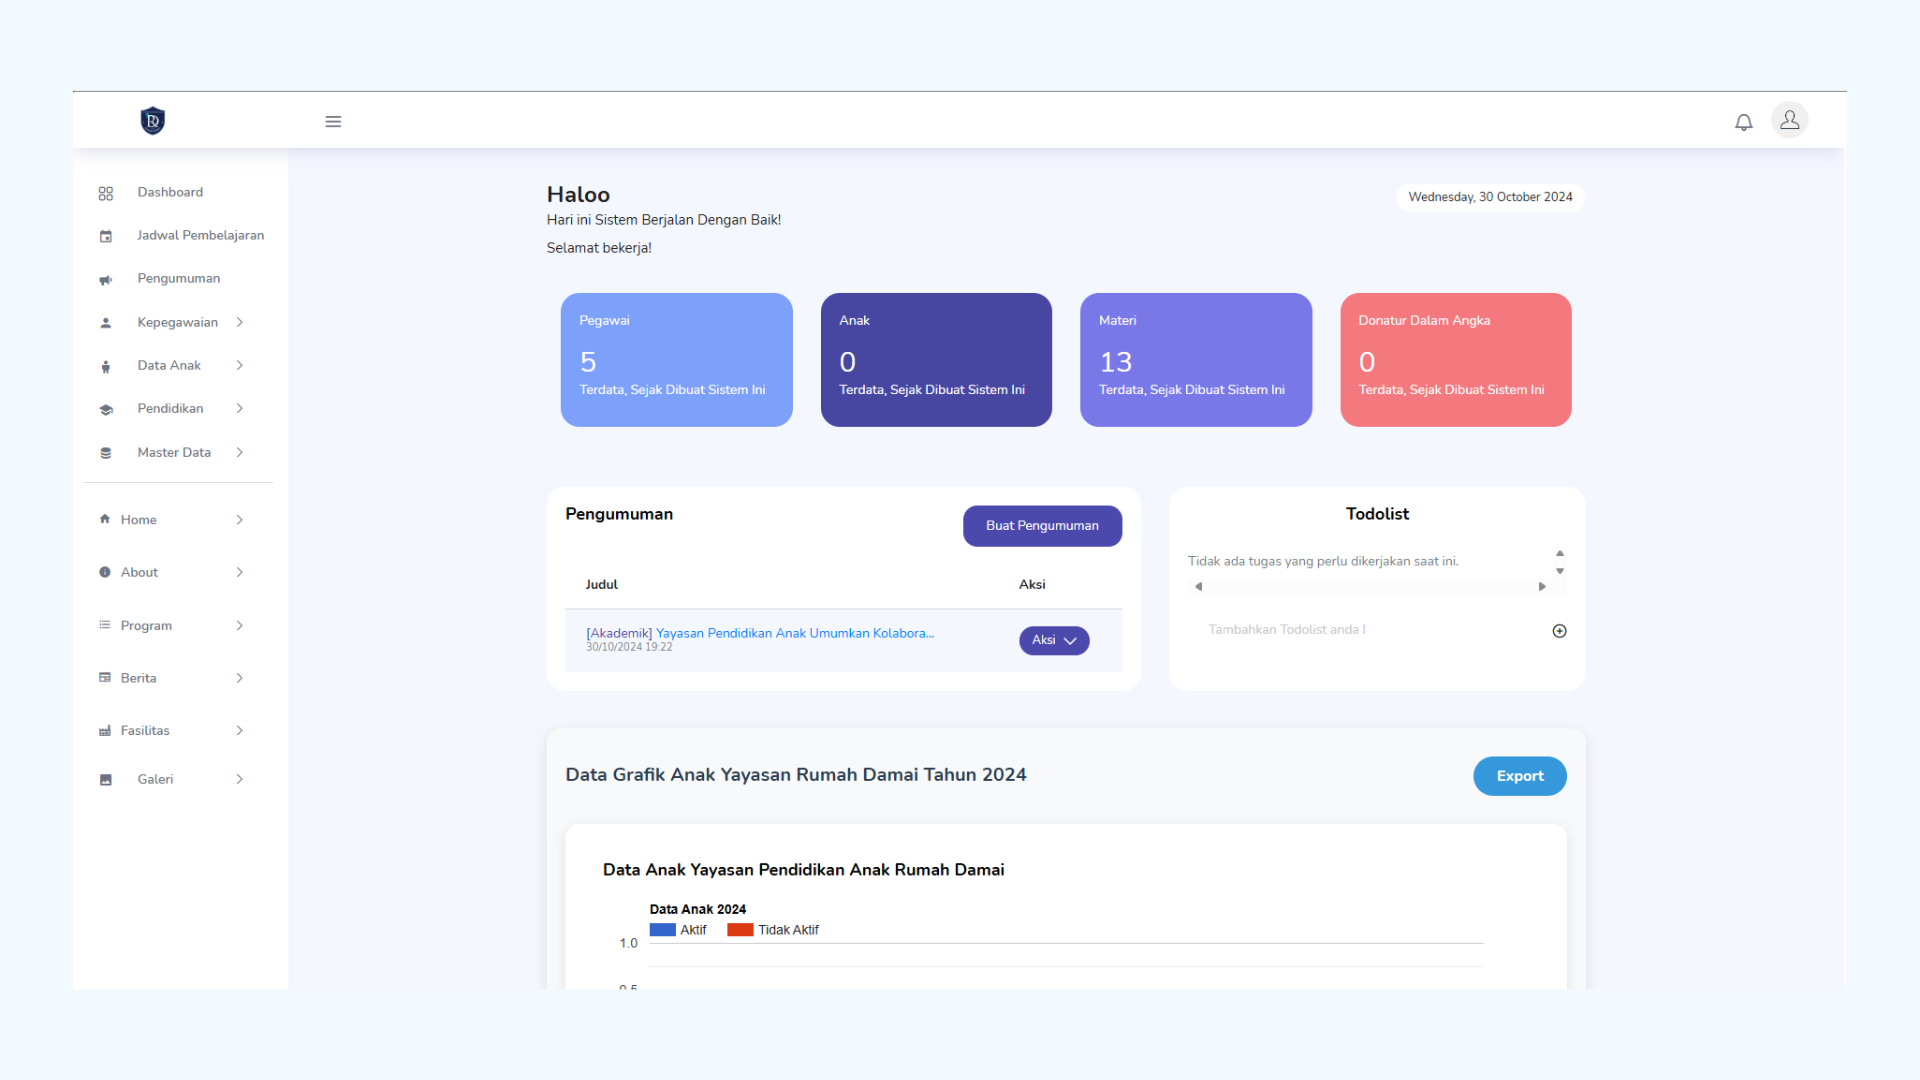 Dashboard
Jadwal Pembelajaran
Pengumuman
Kepegawaian
Data Anak
Pendidikan
Master Data
Home
About
Program
Berita
Fasilitas
Galeri
Haloo
Wednesday, 30 October 2024
Hari ini Sistem Berjalan Dengan Baik!
Selamat bekerja!
Pegawai
5
Terdata, Sejak Dibuat Sistem Ini
Anak
0
Terdata, Sejak Dibuat Sistem Ini
Materi
13
Terdata, Sejak Dibuat Sistem Ini
Donatur Dalam Angka
0
Terdata, Sejak Dibuat Sistem Ini
Pengumuman
Buat Pengumuman
Judul Aksi
[Akademik] Yayasan Pendidikan Anak Umumkan Kolabora...
30/10/2024 19:22
Aksi
Todolist
Tidak ada tugas yang perlu dikerjakan saat ini.
Tambahkan Todolist anda !
Data Grafik Anak Yayasan Rumah Damai Tahun 2024
Export
Data Anak Yayasan Pendidikan Anak Rumah Damai
Data Anak 2024
Aktif Tidak Aktif
1.0